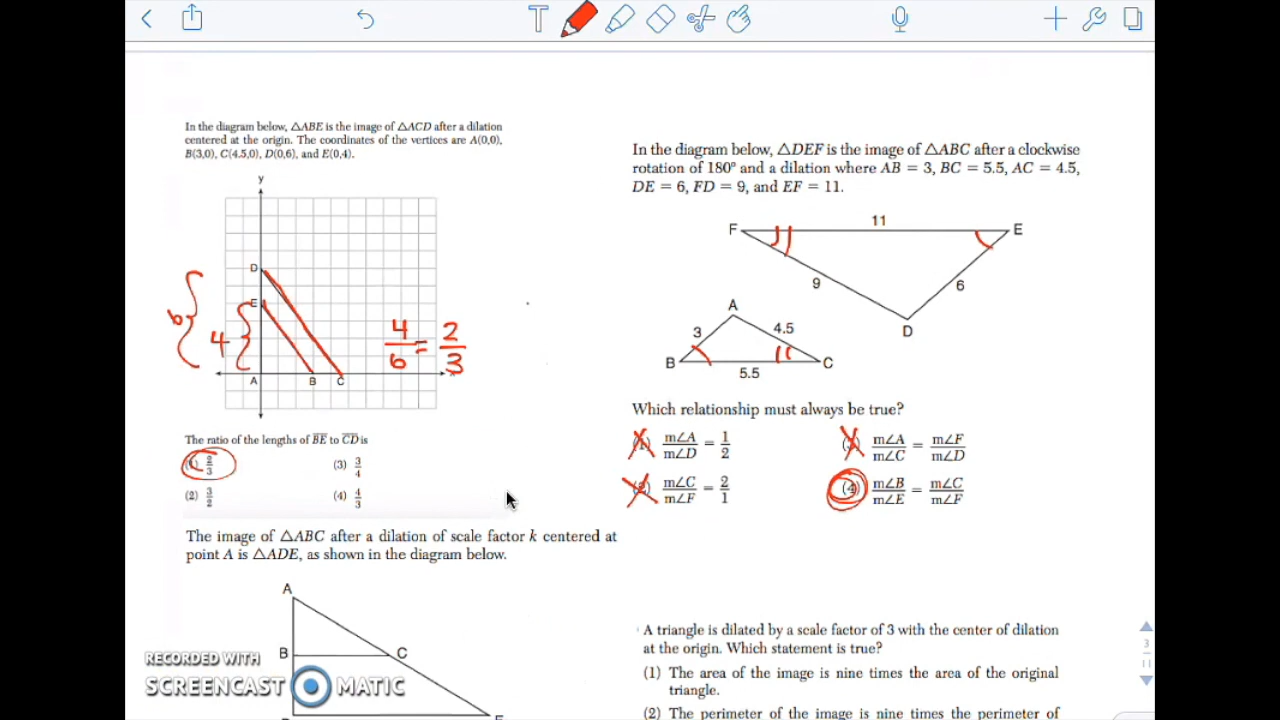 In the diagram below, △ABE is the image of △ACD after a dilation
centered at the origin. The coordinates of the vertices are A(0,0),
B(3,0), C(4.5,0), D(0,6), and E(0,4).
y
D
E
A
B
C
6
4
4/6 = 2/3
The ratio of the lengths of BE to CD is
(1) 2/3
(3) 3/4
(2) 3/2
(4) 4/3
The image of △ABC after a dilation of scale factor k centered at
point A is △ADE, as shown in the diagram below.
A
B
C
RECORDED WITH
SCREENCAST MATIC
In the diagram below, △DEF is the image of △ABC after a clockwise
rotation of 180° and a dilation where AB = 3, BC = 5.5, AC = 4.5,
DE = 6, FD = 9, and EF = 11.
F
11
E
9
6
D
A
3
4.5
B
5.5
C
Which relationship must always be true?
m∠A/m∠D = 1/2
m∠A/m∠C = m∠F/m∠D
m∠C/m∠F = 2/1
(4) m∠B/m∠E = m∠C/m∠F
A triangle is dilated by a scale factor of 3 with the center of dilation
at the origin. Which statement is true?
(1) The area of the image is nine times the area of the original
triangle.
(2) The perimeter of the image is nine times the perimeter of
3
11